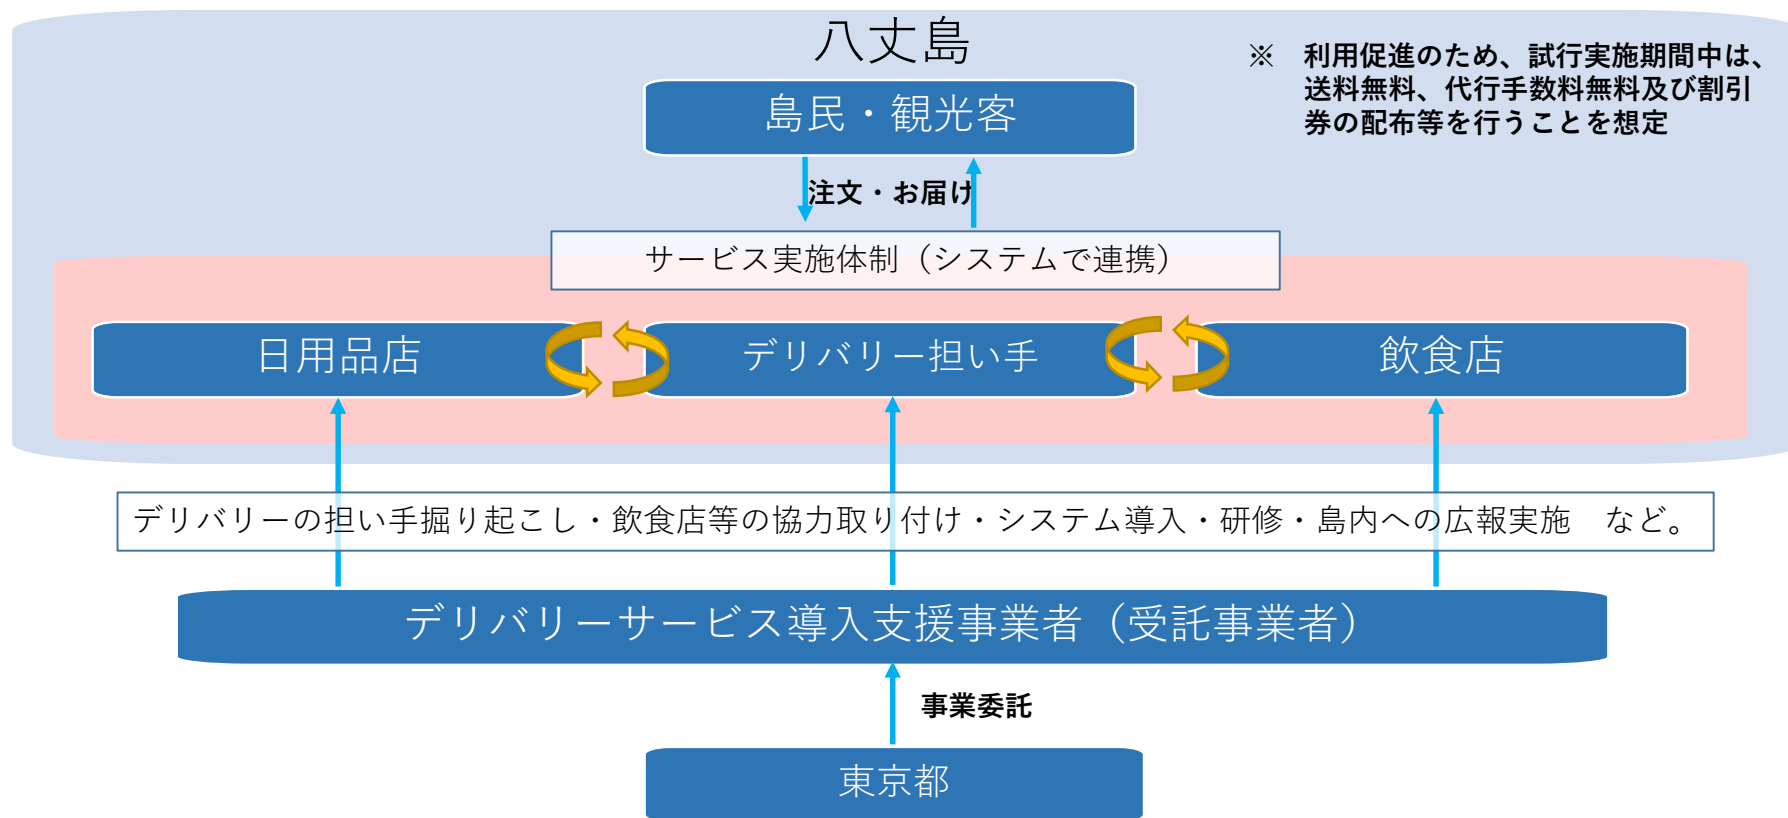 八丈島
※　利用促進のため、試行実施期間中は、
送料無料、代行手数料無料及び割引
券の配布等を行うことを想定
島民・観光客
注文・お届け
サービス実施体制（システムで連携）
日用品店
デリバリー担い手
飲食店
デリバリーの担い手掘り起こし・飲食店等の協力取り付け・システム導入・研修・島内への広報実施　など。
デリバリーサービス導入支援事業者（受託事業者）
事業委託
東京都